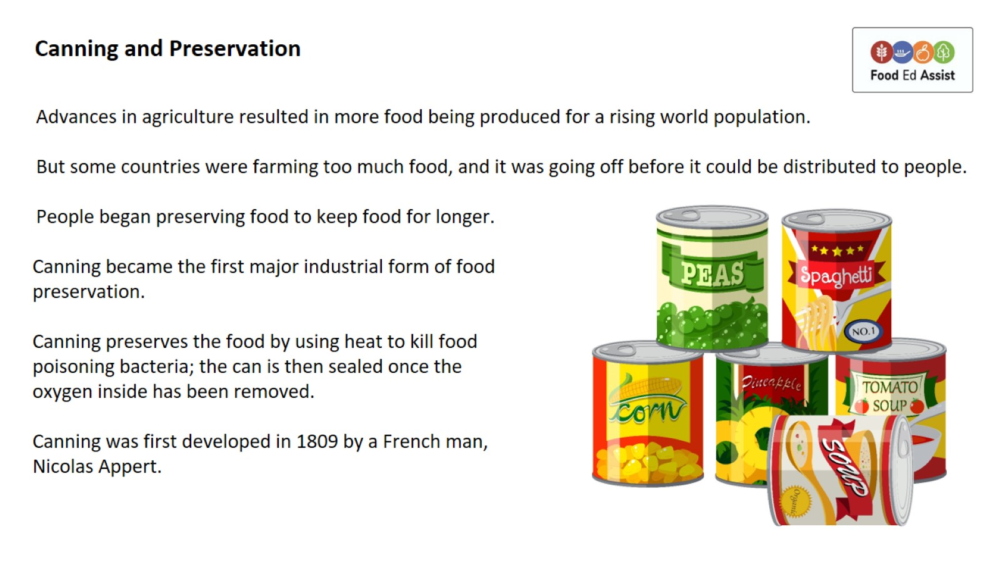 Canning and Preservation
Food Ed Assist
Advances in agriculture resulted in more food being produced for a rising world population.
But some countries were farming too much food, and it was going off before it could be distributed to people.
People began preserving food to keep food for longer.
Canning became the first major industrial form of food
preservation.
Canning preserves the food by using heat to kill food
poisoning bacteria; the can is then sealed once the
oxygen inside has been removed.
Canning was first developed in 1809 by a French man,
Nicolas Appert.
PEAS
Spaghetti
NO.1
corn
Pineapple
TOMATO
SOUP
SOUP
Organic